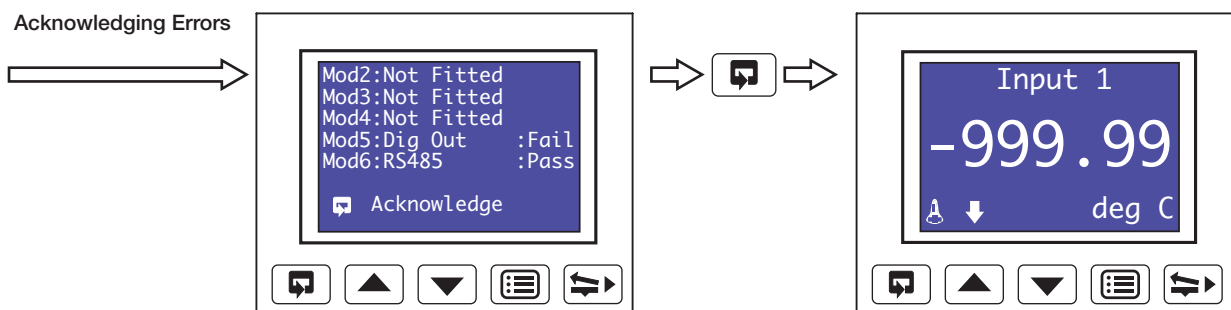 Acknowledging Errors
Mod2:Not Fitted
Mod3:Not Fitted
Mod4:Not Fitted
Mod5:Dig Out :Fail
Mod6:RS485 :Pass
Acknowledge
Input 1
-999.99
deg C